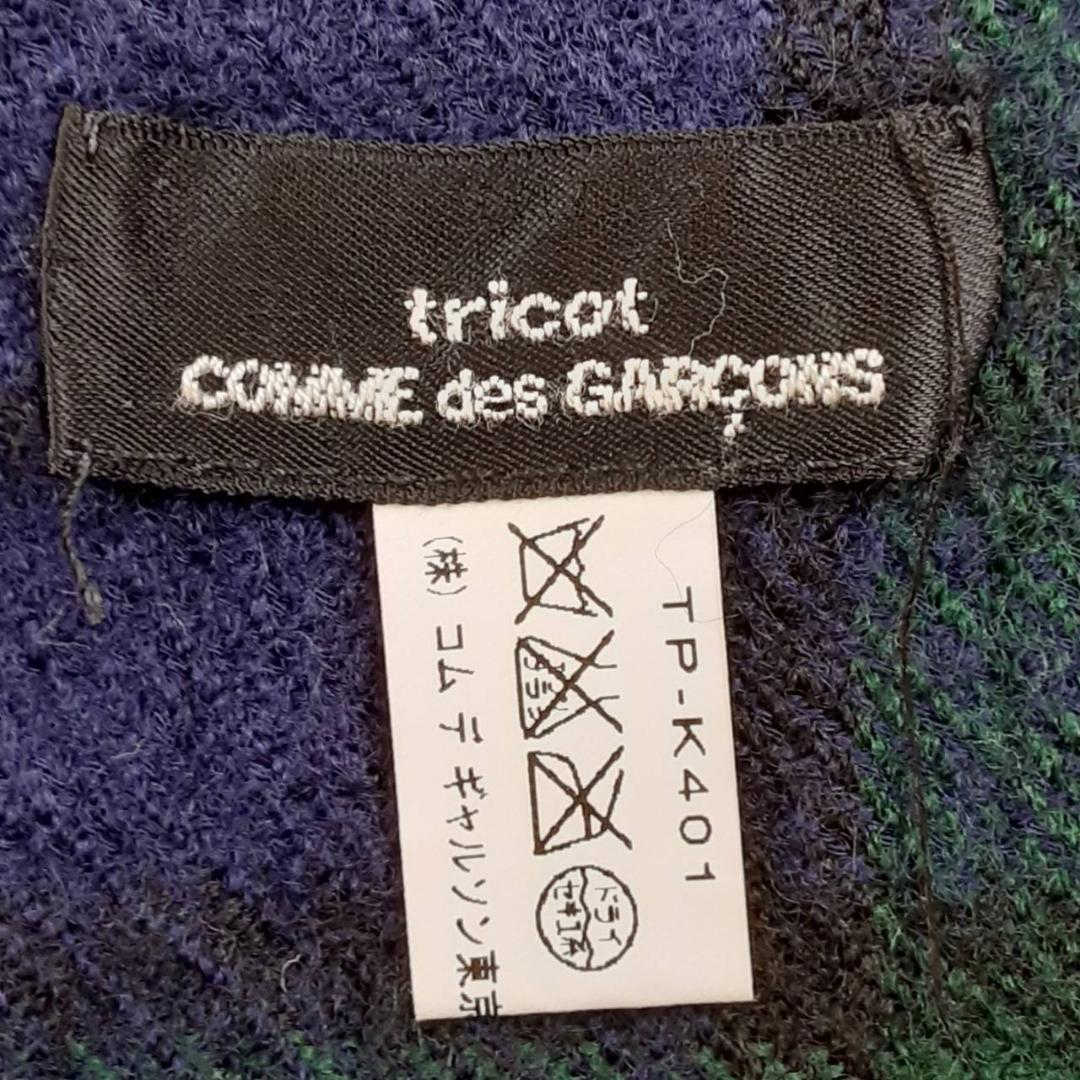 tricot
COMME des GARÇONS
TP-K401
ドライ
セキユ系
(株) コム デ ギャルソン 東京